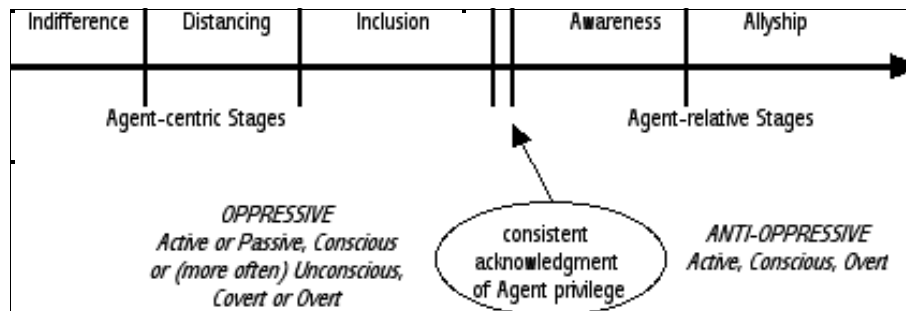 Indifference Distancing Inclusion Awareness Allyship
Agent-centric Stages Agent-relative Stages
OPPRESSIVE
Active or Passive, Conscious
or (more often) Unconscious,
Covert or Overt
consistent
acknowledgment
of Agent privilege
ANTI-OPPRESSIVE
Active, Conscious, Overt